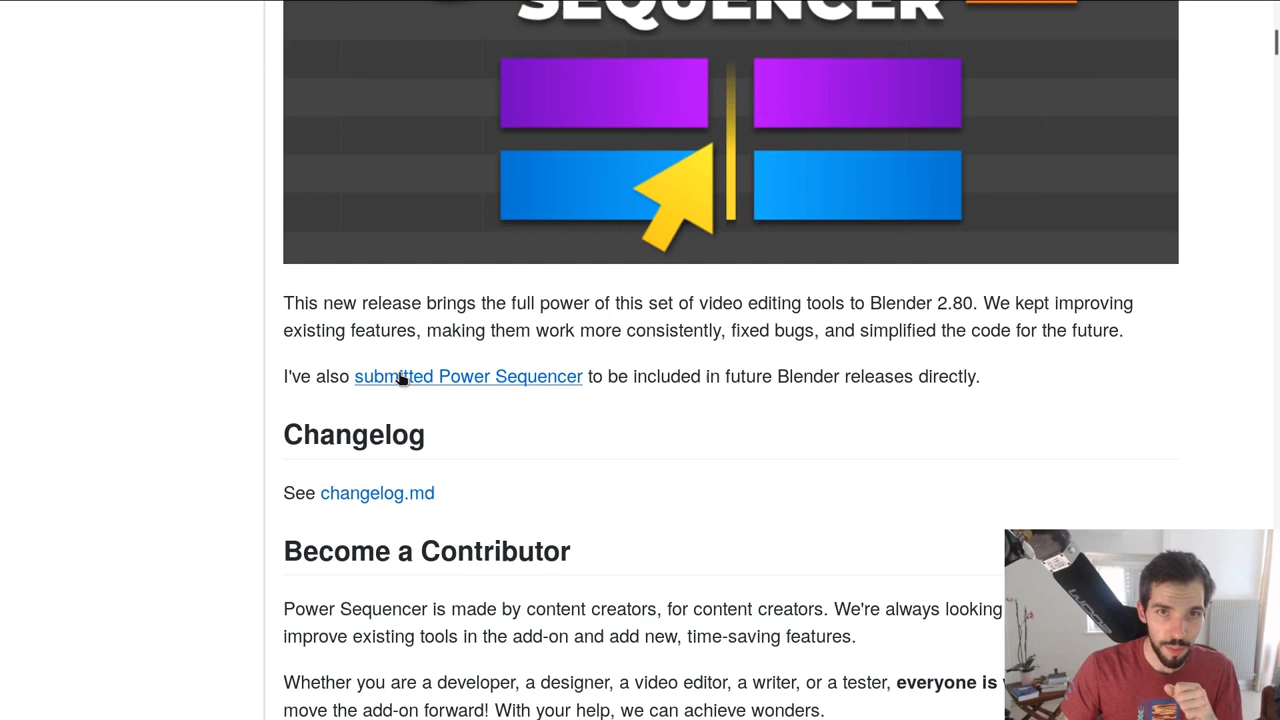 SEQUENCER
This new release brings the full power of this set of video editing tools to Blender 2.80. We kept improving
existing features, making them work more consistently, fixed bugs, and simplified the code for the future.
I've also submitted Power Sequencer to be included in future Blender releases directly.
Changelog
See changelog.md
Become a Contributor
Power Sequencer is made by content creators, for content creators. We're always looking
improve existing tools in the add-on and add new, time-saving features.
Whether you are a developer, a designer, a video editor, a writer, or a tester, everyone is
move the add-on forward! With your help, we can achieve wonders.